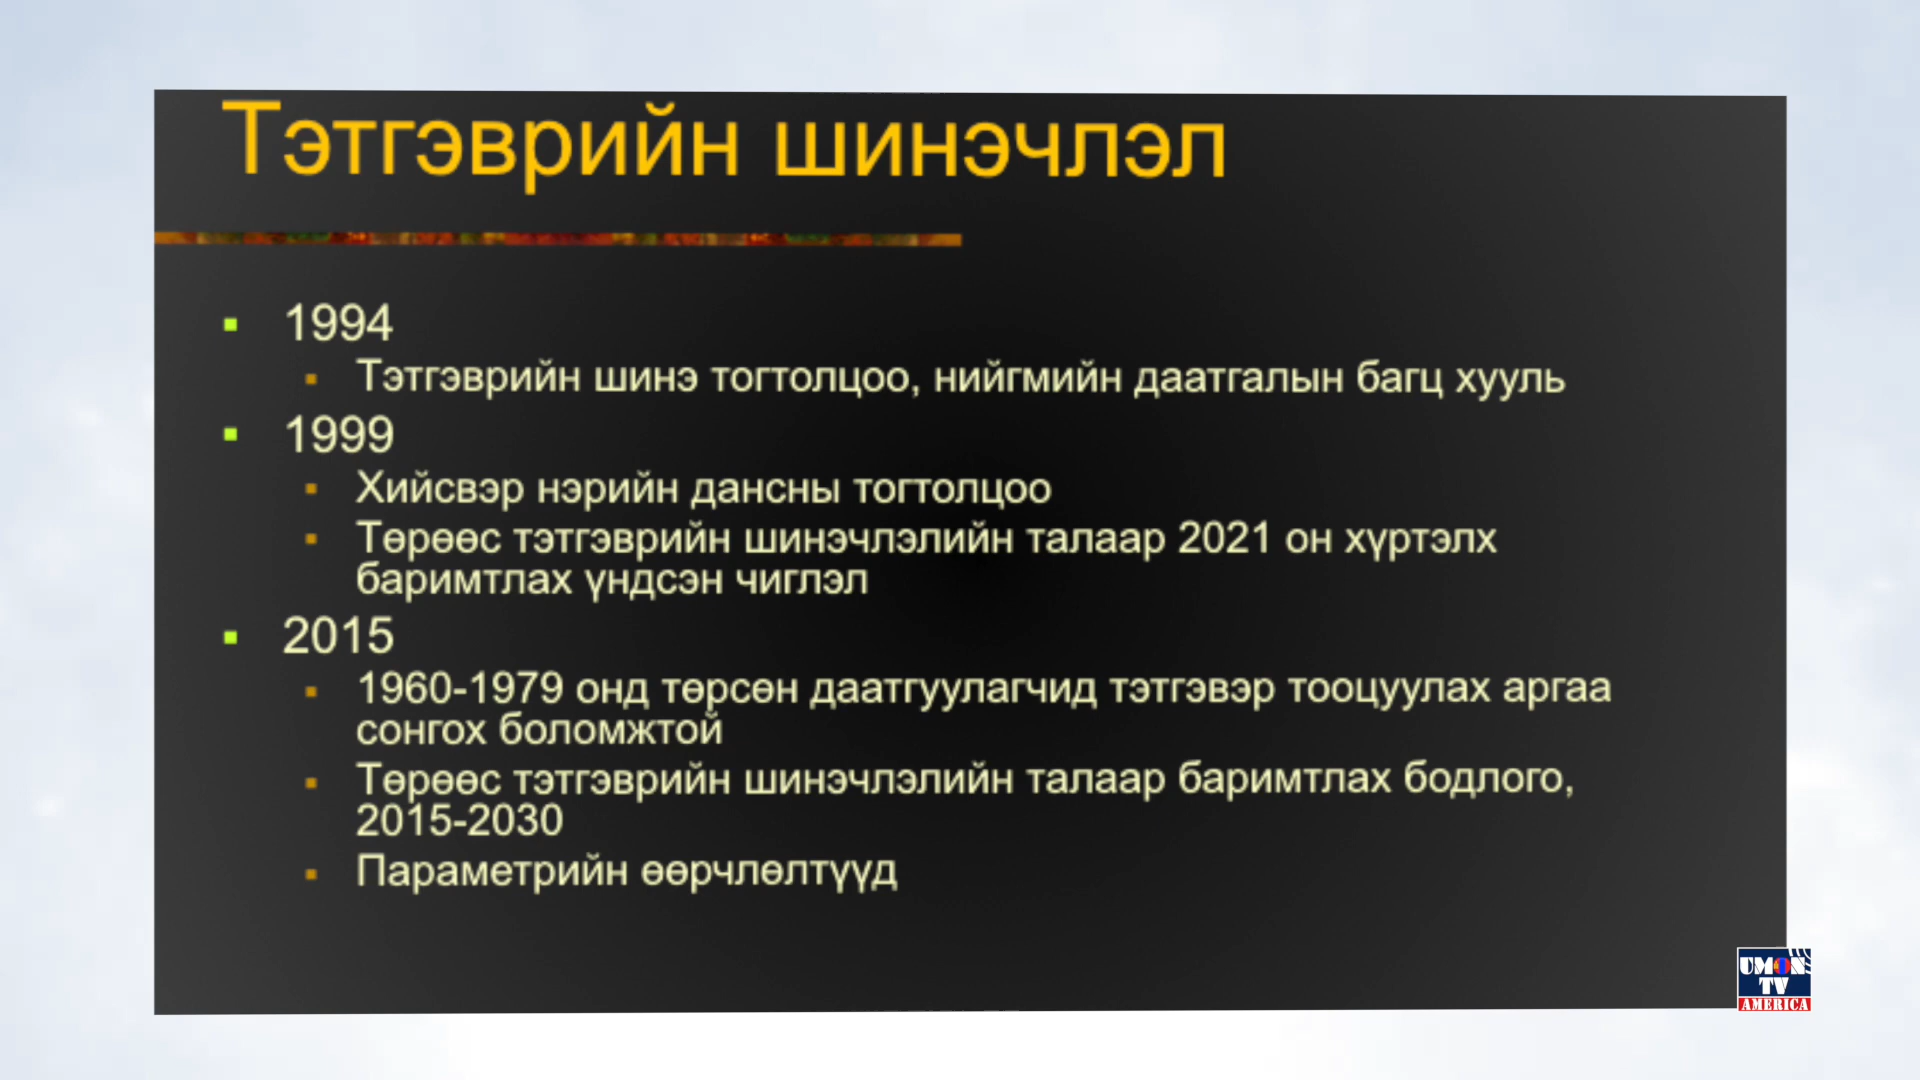 Тэтгэврийн шинэчлэл
1994
Тэтгэврийн шинэ тогтолцоо, нийгмийн даатгалын багц хууль
1999
Хийсвэр нэрийн дансны тогтолцоо
Төрөөс тэтгэврийн шинэчлэлийн талаар 2021 он хүртэлх
баримтлах үндсэн чиглэл
2015
1960-1979 онд төрсөн даатгуулагчид тэтгэвэр тооцуулах аргаа
сонгох боломжтой
Төрөөс тэтгэврийн шинэчлэлийн талаар баримтлах бодлого,
2015-2030
Параметрийн өөрчлөлтүүд
UMON
TV
AMERICA